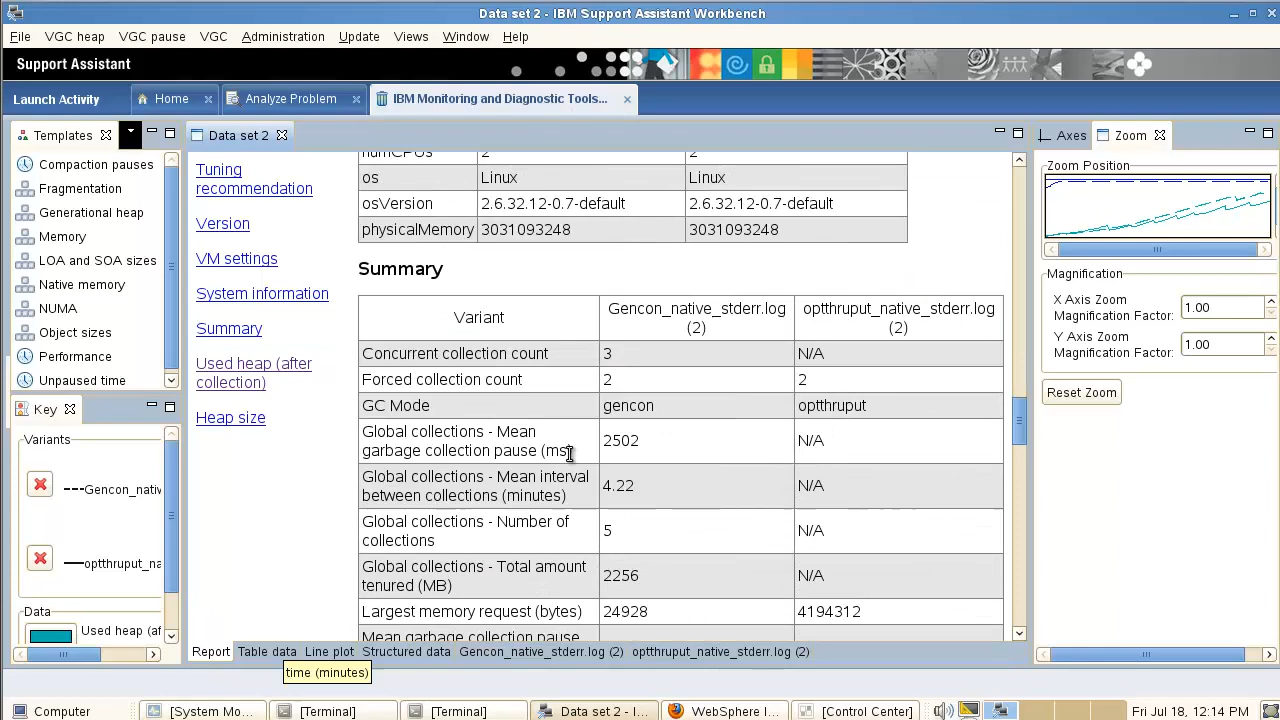 Data set 2 - IBM Support Assistant Workbench
File VGC heap VGC pause VGC Administration Update Views Window Help
Support Assistant
Launch Activity Home Analyze Problem IBM Monitoring and Diagnostic Tools...
Templates
Compaction pauses
Fragmentation
Generational heap
Memory
LOA and SOA sizes
Native memory
NUMA
Object sizes
Performance
Unpaused time
Key
Variants
Gencon_nativ
optthruput_na
Data
Used heap (aft
Data set 2
Tuning
recommendation
Version
VM settings
System information
Summary
Used heap (after
collection)
Heap size
numCPUs 2 2
os Linux Linux
osVersion 2.6.32.12-0.7-default 2.6.32.12-0.7-default
physicalMemory 3031093248 3031093248
Summary
Variant Gencon_native_stderr.log
(2) optthruput_native_stderr.log
(2)
Concurrent collection count 3 N/A
Forced collection count 2 2
GC Mode gencon optthruput
Global collections - Mean
garbage collection pause (ms) 2502 N/A
Global collections - Mean interval
between collections (minutes) 4.22 N/A
Global collections - Number of
collections 5 N/A
Global collections - Total amount
tenured (MB) 2256 N/A
Largest memory request (bytes) 24928 4194312
Mean garbage collection pause
Report Table data Line plot Structured data Gencon_native_stderr.log (2) optthruput_native_stderr.log (2)
time (minutes)
Axes Zoom
Zoom Position
Magnification
X Axis Zoom
Magnification Factor: 1.00
Y Axis Zoom
Magnification Factor: 1.00
Reset Zoom
Computer [System Mo... [Terminal] [Terminal] Data set 2 - I... WebSphere I... [Control Center] Fri Jul 18, 12:14 PM